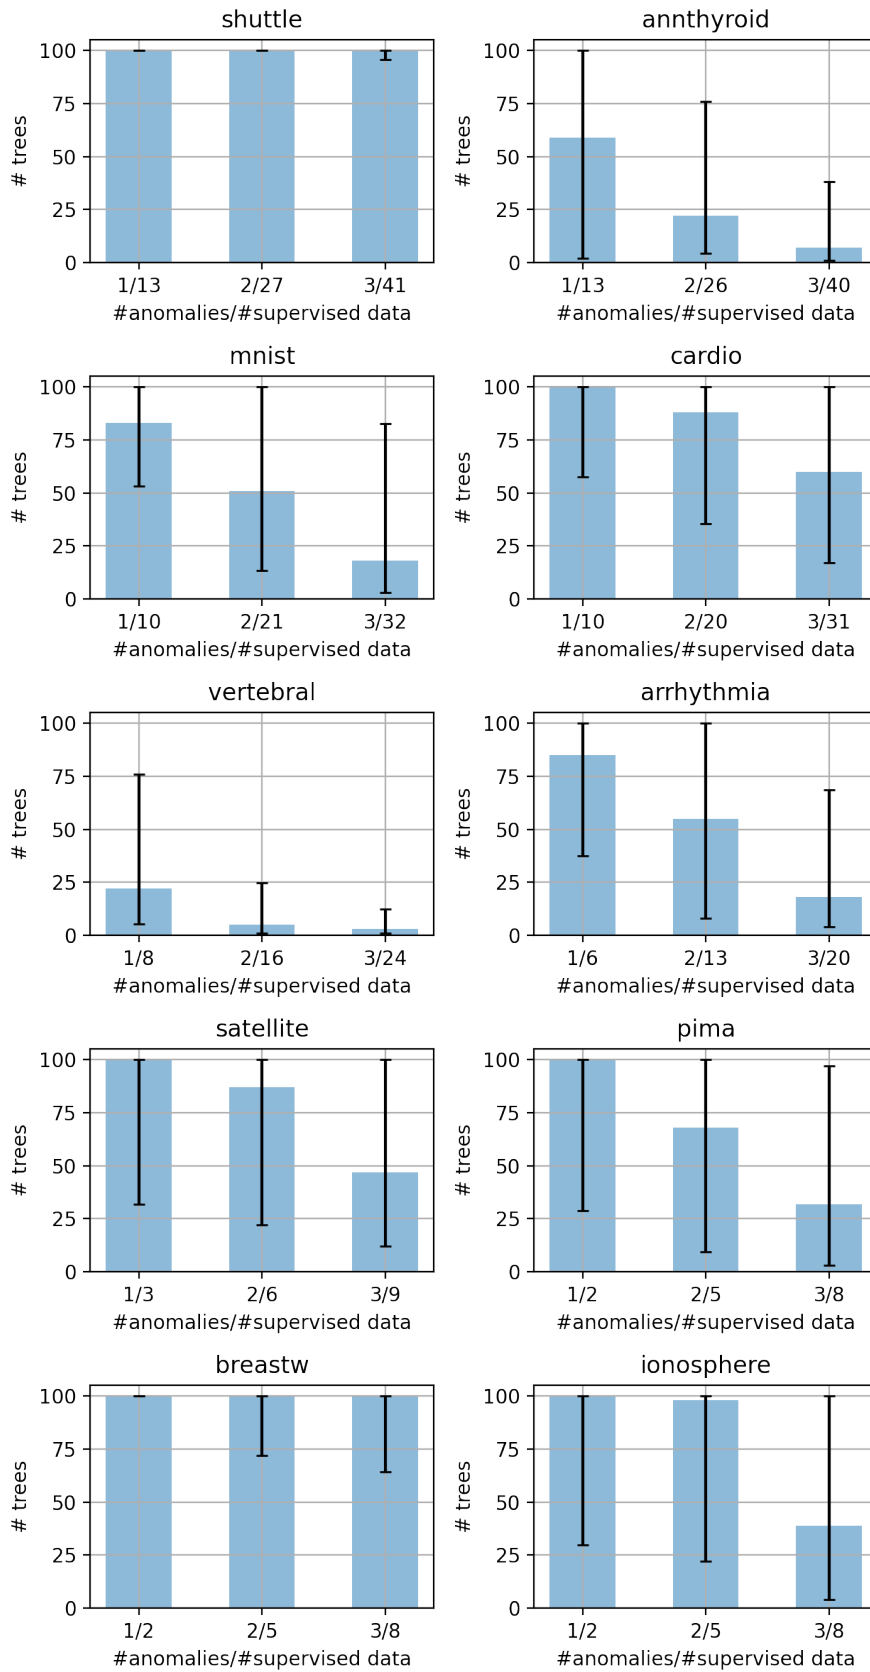 shuttle
100
75
50
25
0
# trees
1/13 2/27 3/41
#anomalies/#supervised data
annthyroid
100
75
50
25
0
# trees
1/13 2/26 3/40
#anomalies/#supervised data
mnist
100
75
50
25
0
# trees
1/10 2/21 3/32
#anomalies/#supervised data
cardio
100
75
50
25
0
# trees
1/10 2/20 3/31
#anomalies/#supervised data
vertebral
100
75
50
25
0
# trees
1/8 2/16 3/24
#anomalies/#supervised data
arrhythmia
100
75
50
25
0
# trees
1/6 2/13 3/20
#anomalies/#supervised data
satellite
100
75
50
25
0
# trees
1/3 2/6 3/9
#anomalies/#supervised data
pima
100
75
50
25
0
# trees
1/2 2/5 3/8
#anomalies/#supervised data
breastw
100
75
50
25
0
# trees
1/2 2/5 3/8
#anomalies/#supervised data
ionosphere
100
75
50
25
0
# trees
1/2 2/5 3/8
#anomalies/#supervised data